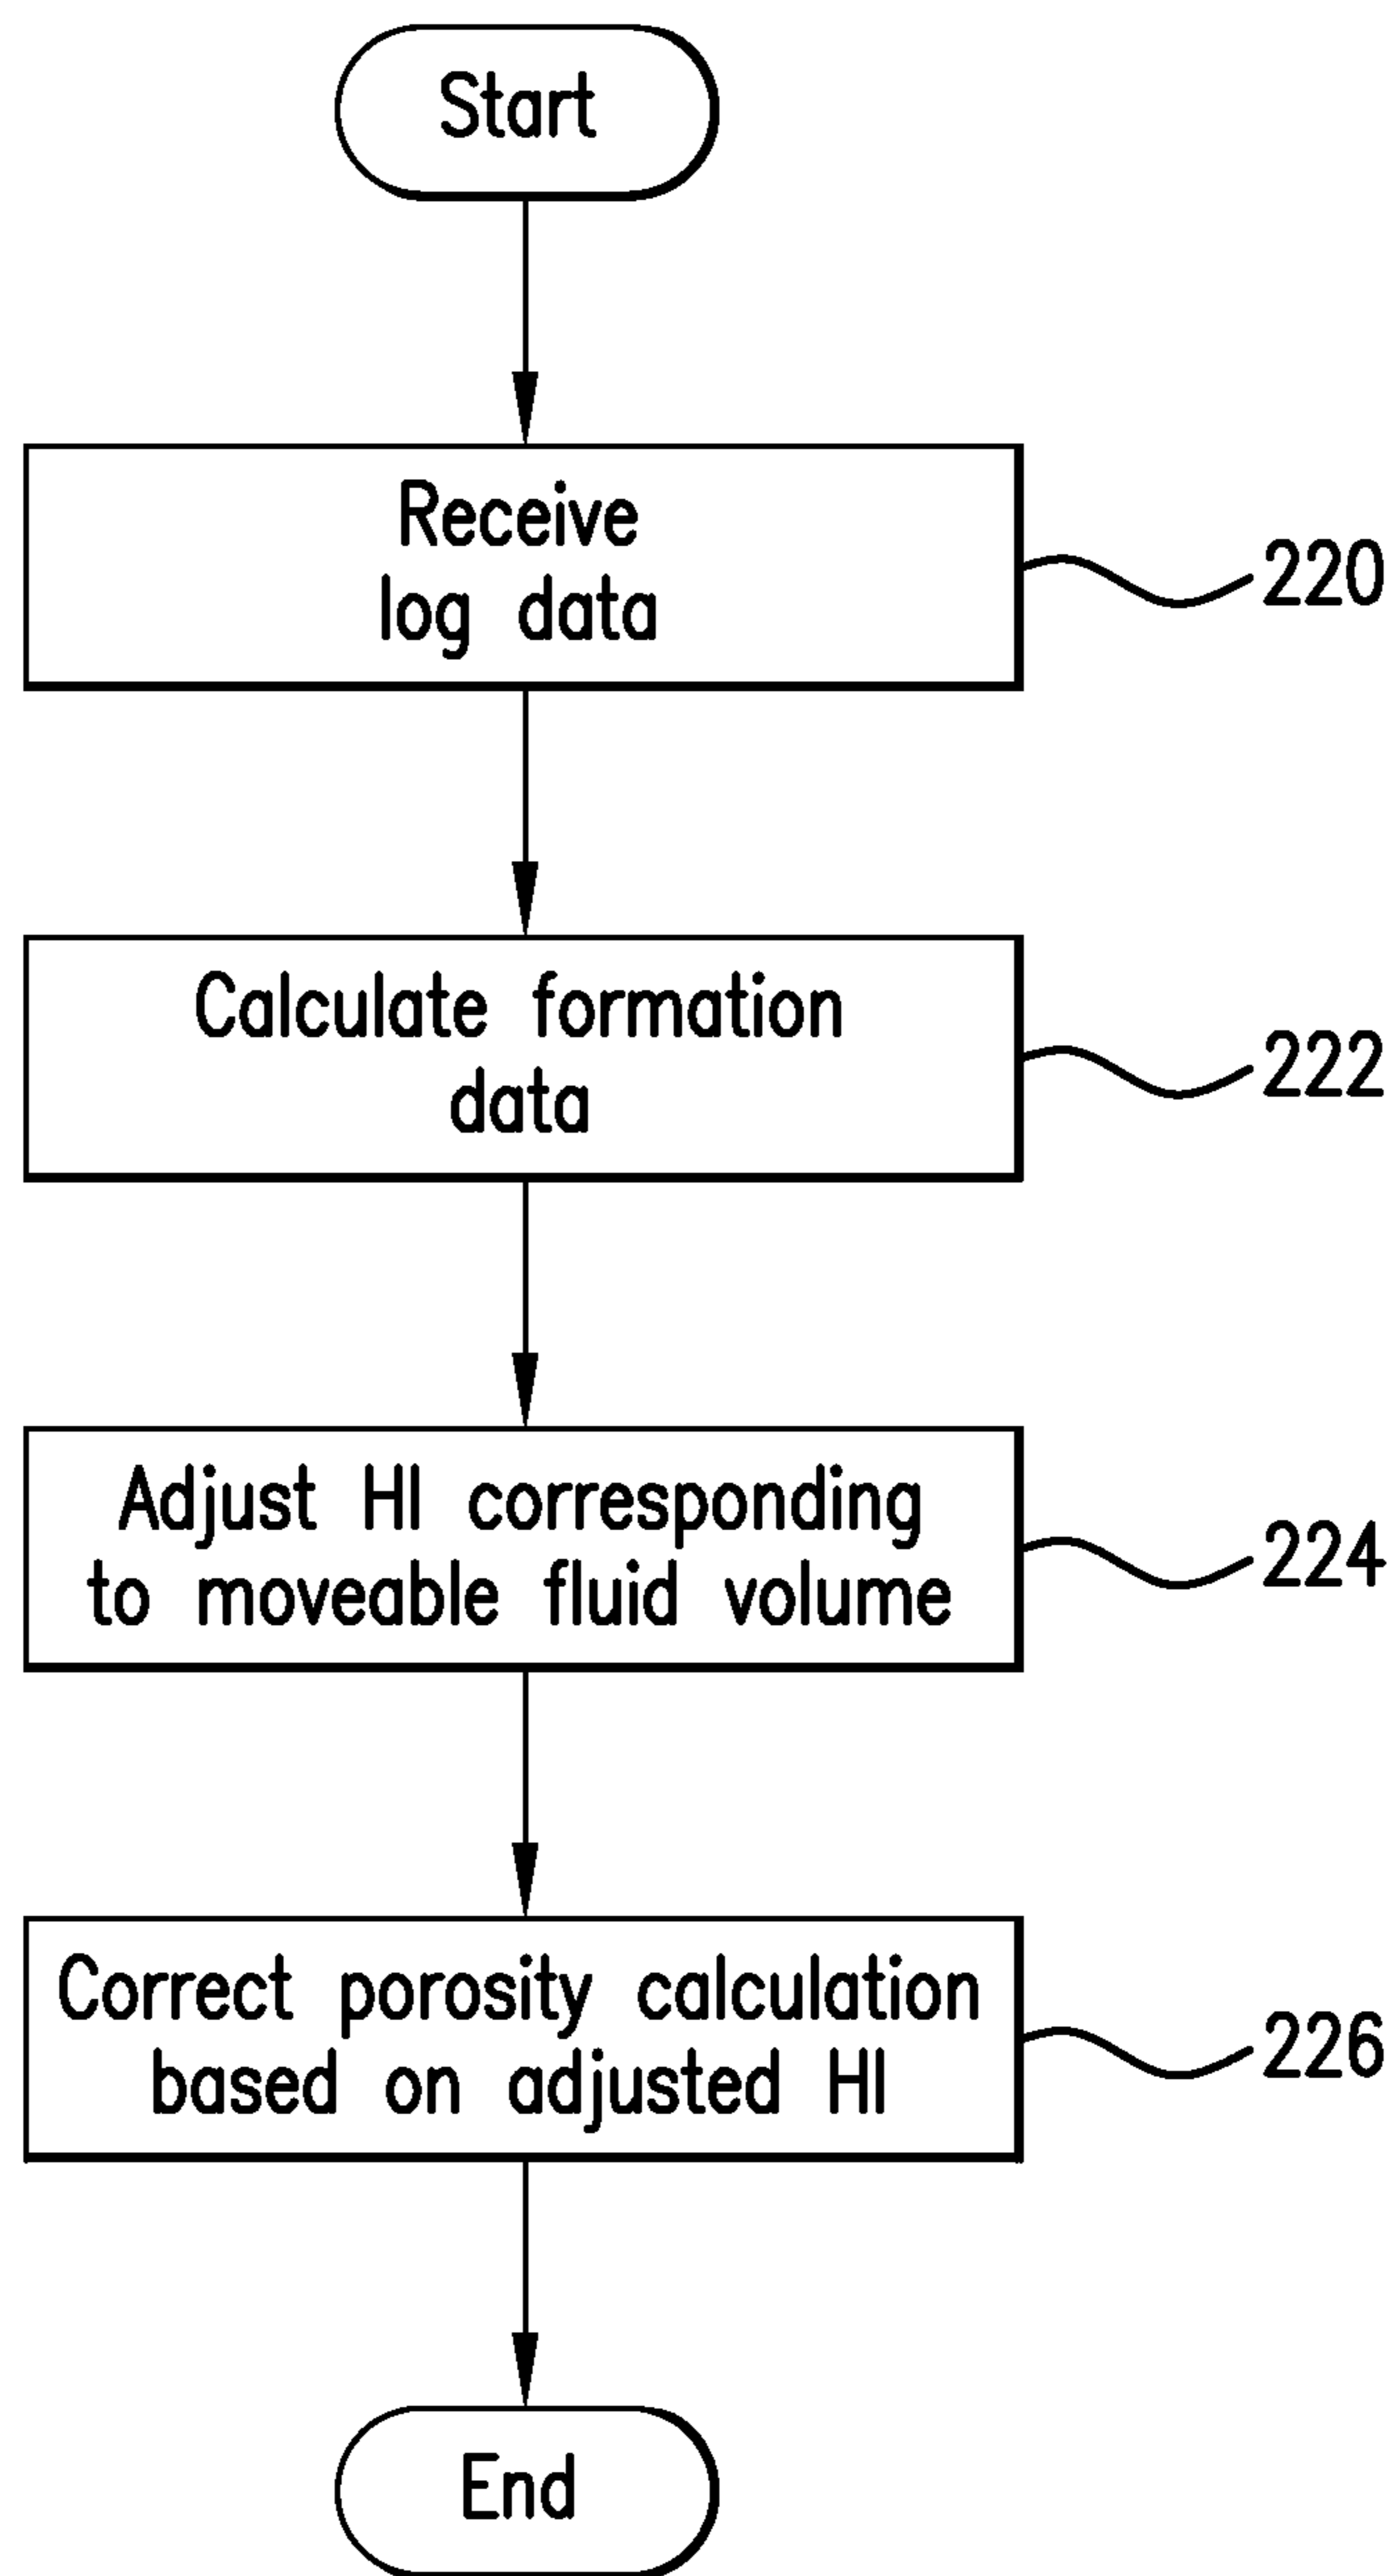 Start
Receive
log data
220
Calculate formation
data
222
Adjust HI corresponding
to moveable fluid volume
224
Correct porosity calculation
based on adjusted HI
226
End